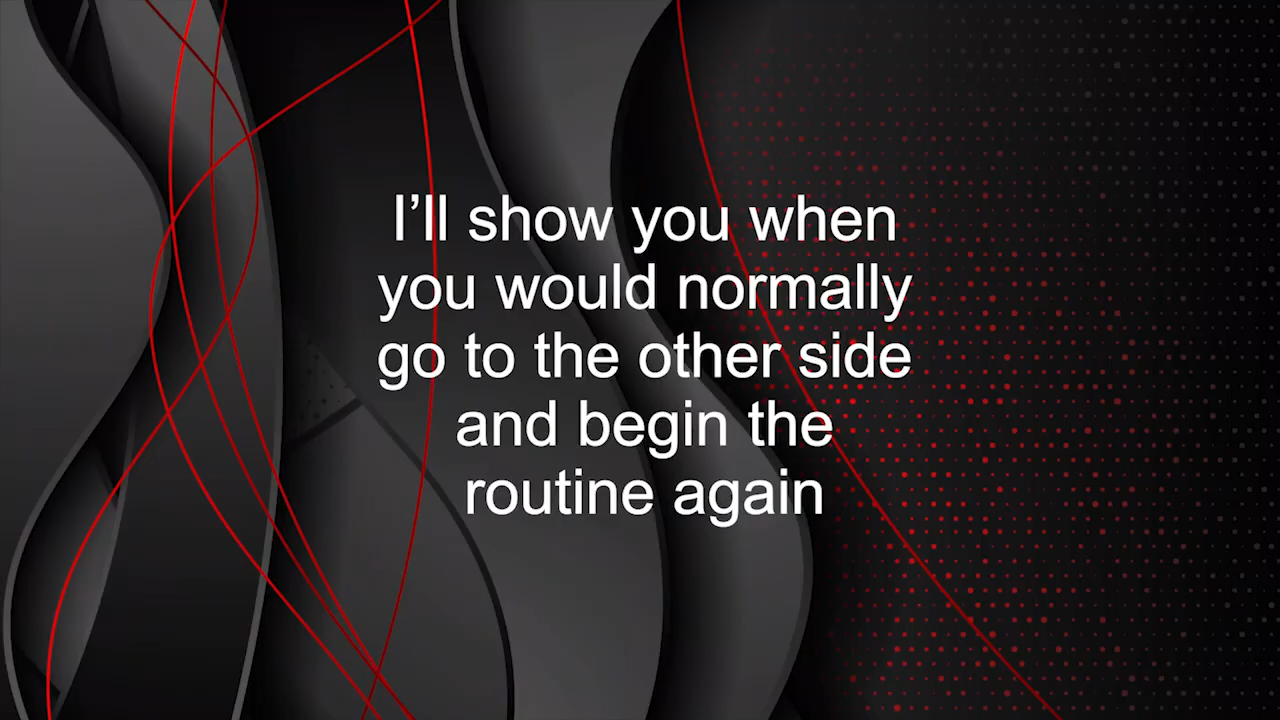 I’ll show you when
you would normally
go to the other side
and begin the
routine again